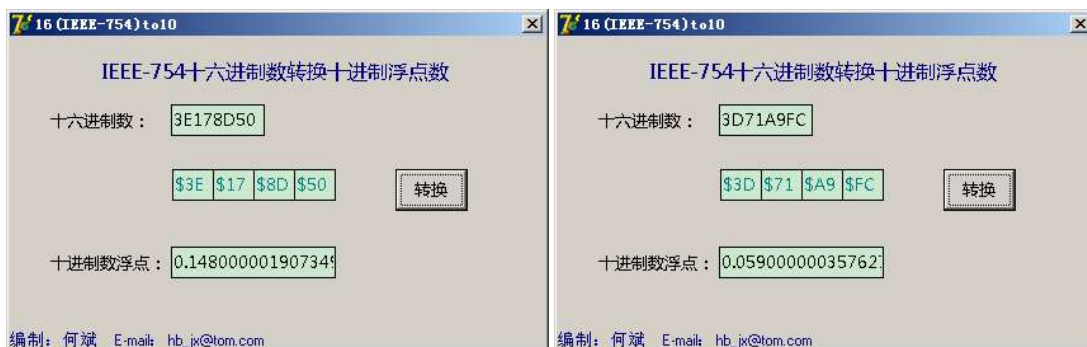 16(IEEE-754)to10
IEEE-754十六进制数转换十进制浮点数
十六进制数： 3E178D50
$3E $17 $8D $50
转换
十进制数浮点： 0.148000001907349
编制：何斌 E-mail: hb_jx@tom.com
16(IEEE-754)to10
IEEE-754十六进制数转换十进制浮点数
十六进制数： 3D71A9FC
$3D $71 $A9 $FC
转换
十进制数浮点： 0.05900000035762
编制：何斌 E-mail: hb_jx@tom.com